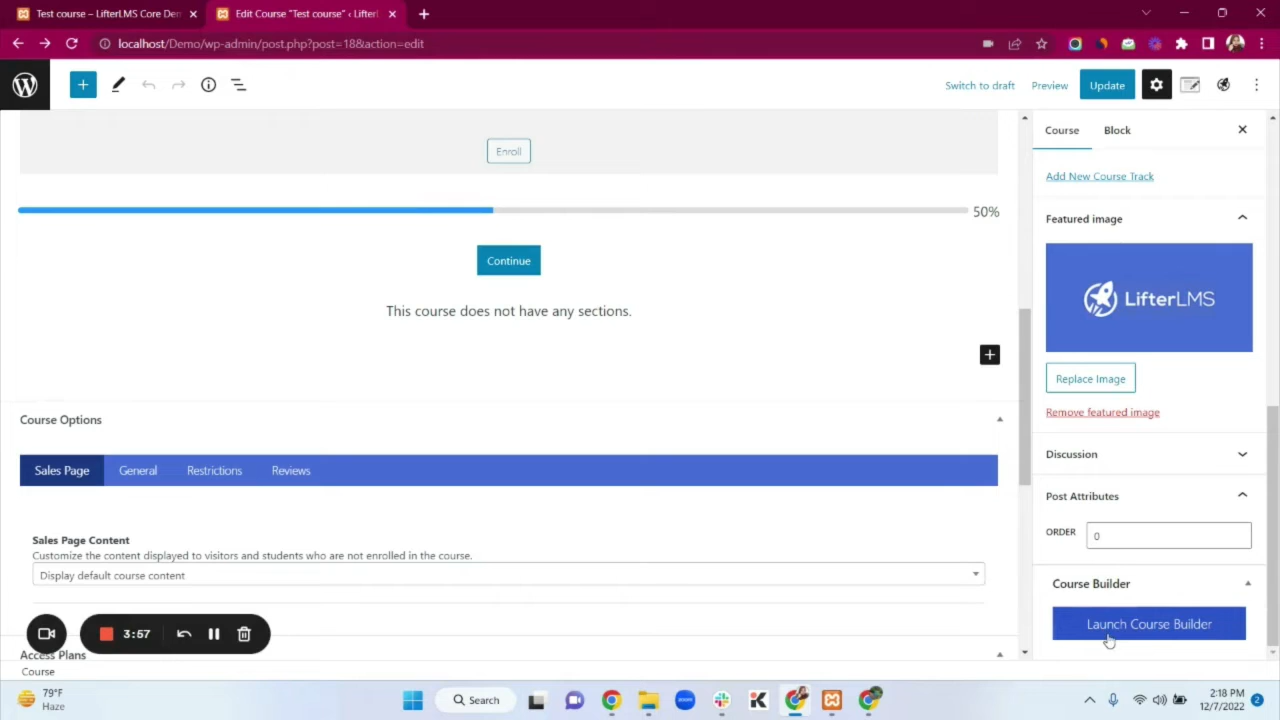 Test course – LifterLMS Core Den
Edit Course "Test course" ‹ Lifterl
localhost/Demo/wp-admin/post.php?post=18&action=edit
Switch to draft
Preview
Update
Course
Block
Enroll
Add New Course Track
50%
Featured image
Continue
LifterLMS
This course does not have any sections.
Replace Image
Remove featured image
Course Options
Discussion
Sales Page
General
Restrictions
Reviews
Post Attributes
ORDER
0
Sales Page Content
Customize the content displayed to visitors and students who are not enrolled in the course.
Display default course content
Course Builder
Launch Course Builder
3:57
Access Plans
Course
79°F
Haze
Search
2:18 PM
12/7/2022
2